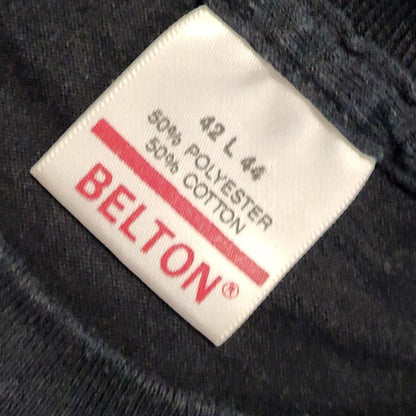 42 L 44
50% POLYESTER
50% COTTON
BELTON®